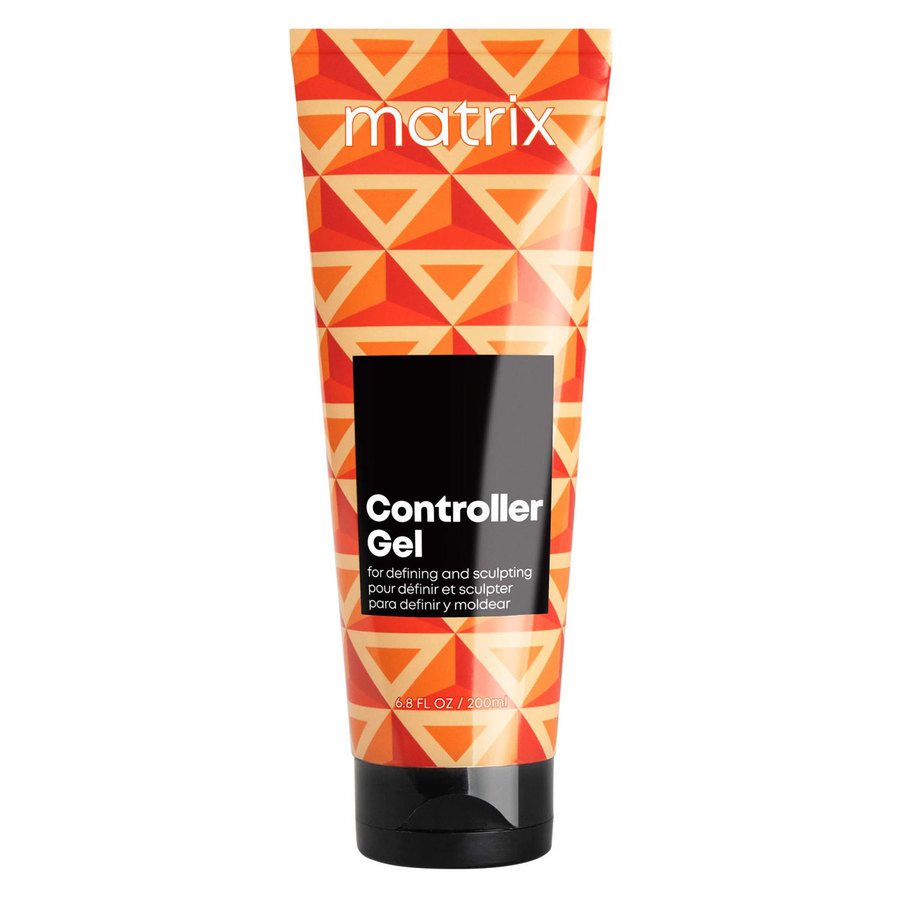 matrix
Controller
Gel
for defining and sculpting
pour définir et sculpter
para definir y moldear
6.8 FL OZ / 200ml